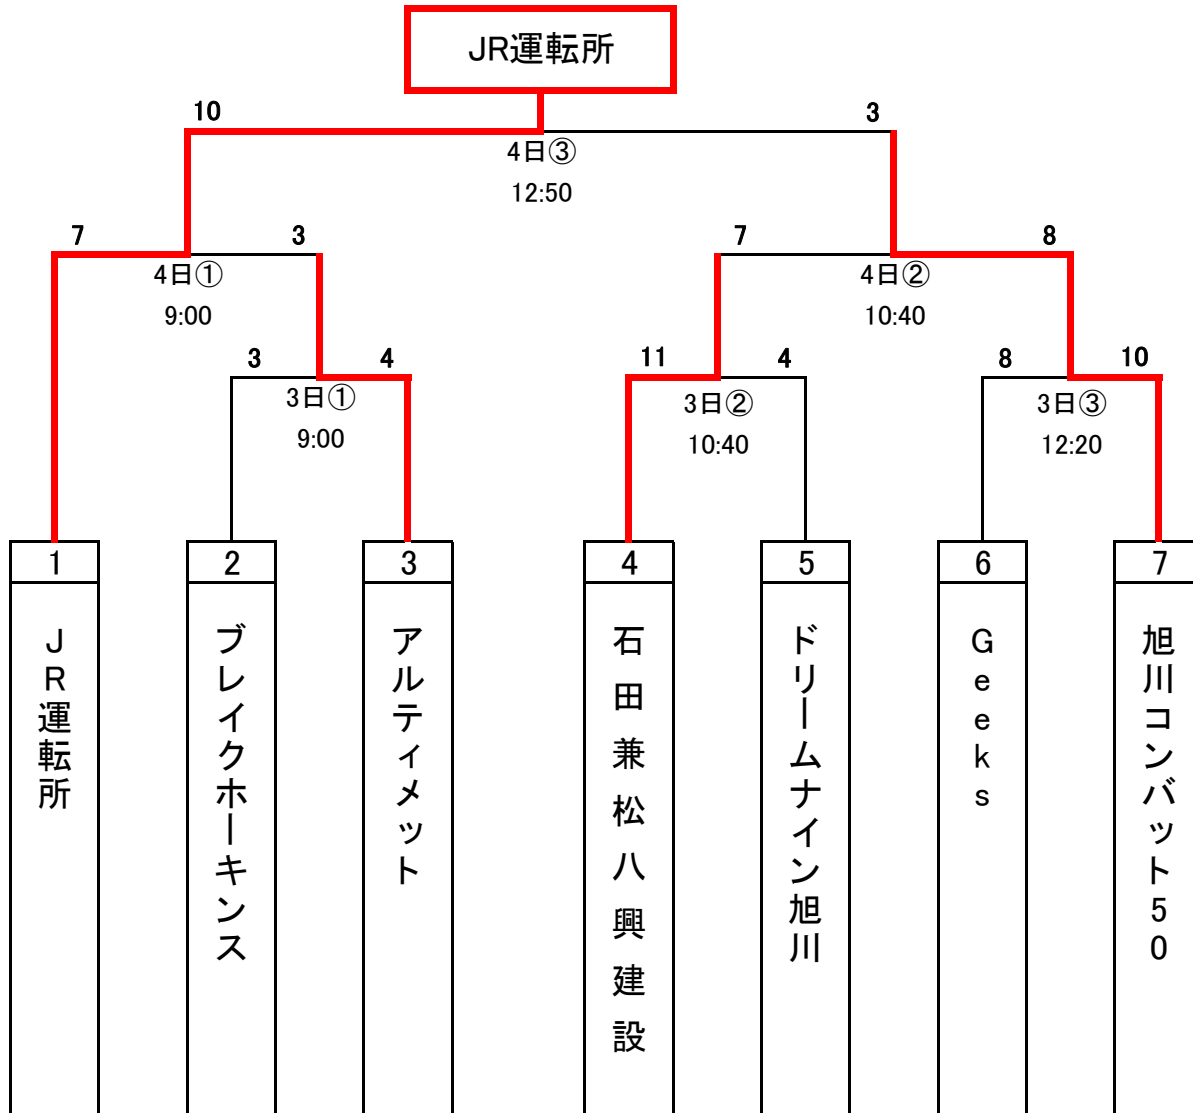 JR運転所
10
3
4日③
12:50
7
3
7
8
4日①
9:00
4日②
10:40
3
4
11
4
8
10
3日①
9:00
3日②
10:40
3日③
12:20
1
2
3
4
5
6
7
JR運転所
ブレイクホーキンス
アルティメット
石田兼松八興建設
ドリームナイン旭川
Geeks
旭川コンバット50